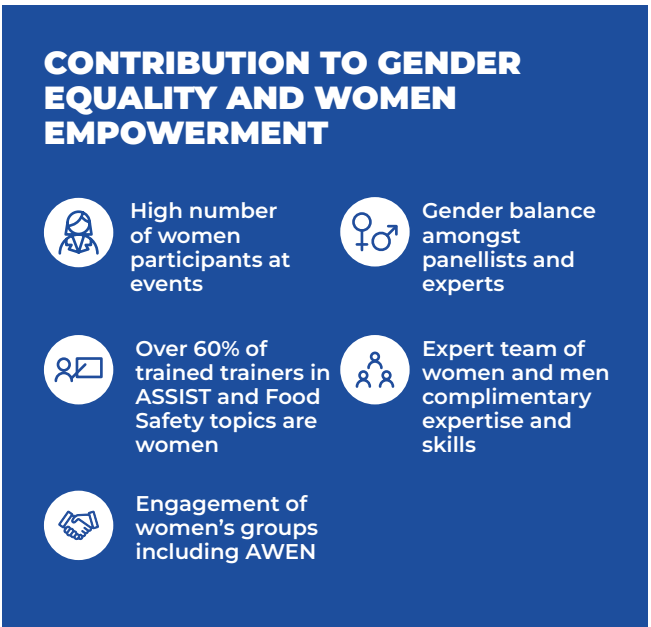 CONTRIBUTION TO GENDER
EQUALITY AND WOMEN
EMPOWERMENT
High number
of women
participants at
events
Gender balance
amongst
panellists and
experts
Over 60% of
trained trainers in
ASSIST and Food
Safety topics are
women
Expert team of
women and men
complimentary
expertise and
skills
Engagement of
women's groups
including AWEN